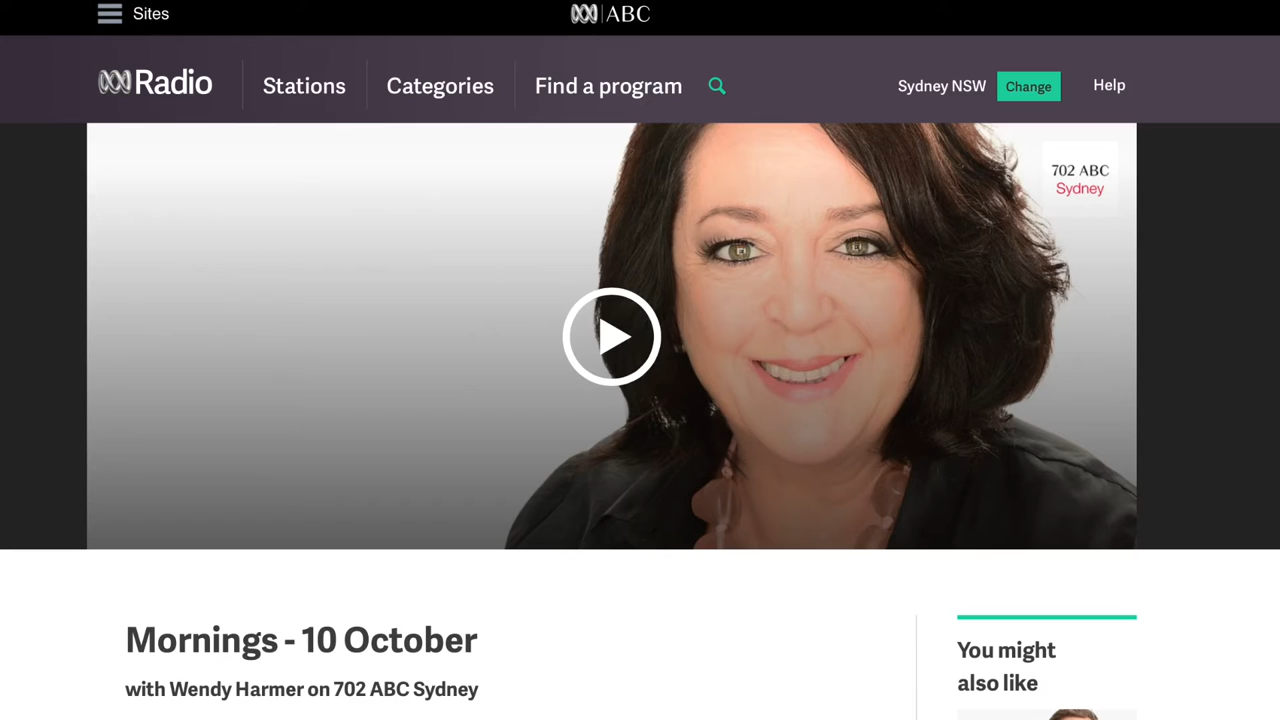 Sites
ABC
Radio
Stations
Categories
Find a program
Sydney NSW
Change
Help
702 ABC
Sydney
Mornings - 10 October
with Wendy Harmer on 702 ABC Sydney
You might
also like